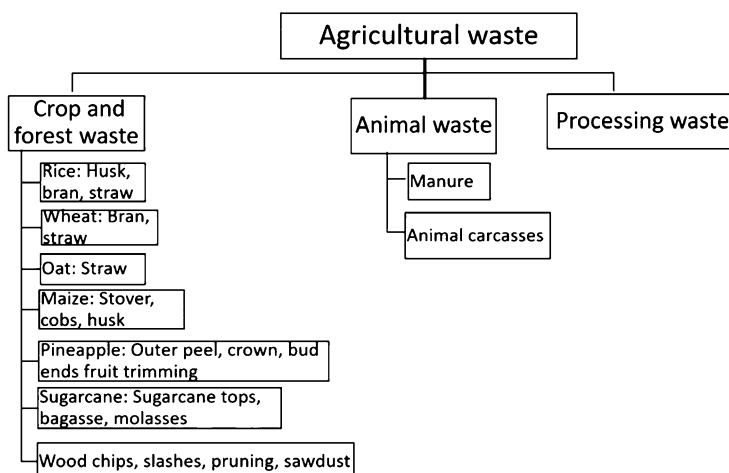 Agricultural waste
Crop and
forest waste
Animal waste
Processing waste
Rice: Husk,
bran, straw
Wheat: Bran,
straw
Oat: Straw
Maize: Stover,
cobs, husk
Pineapple: Outer peel, crown, bud
ends fruit trimming
Sugarcane: Sugarcane tops,
bagasse, molasses
Wood chips, slashes, pruning, sawdust
Manure
Animal carcasses